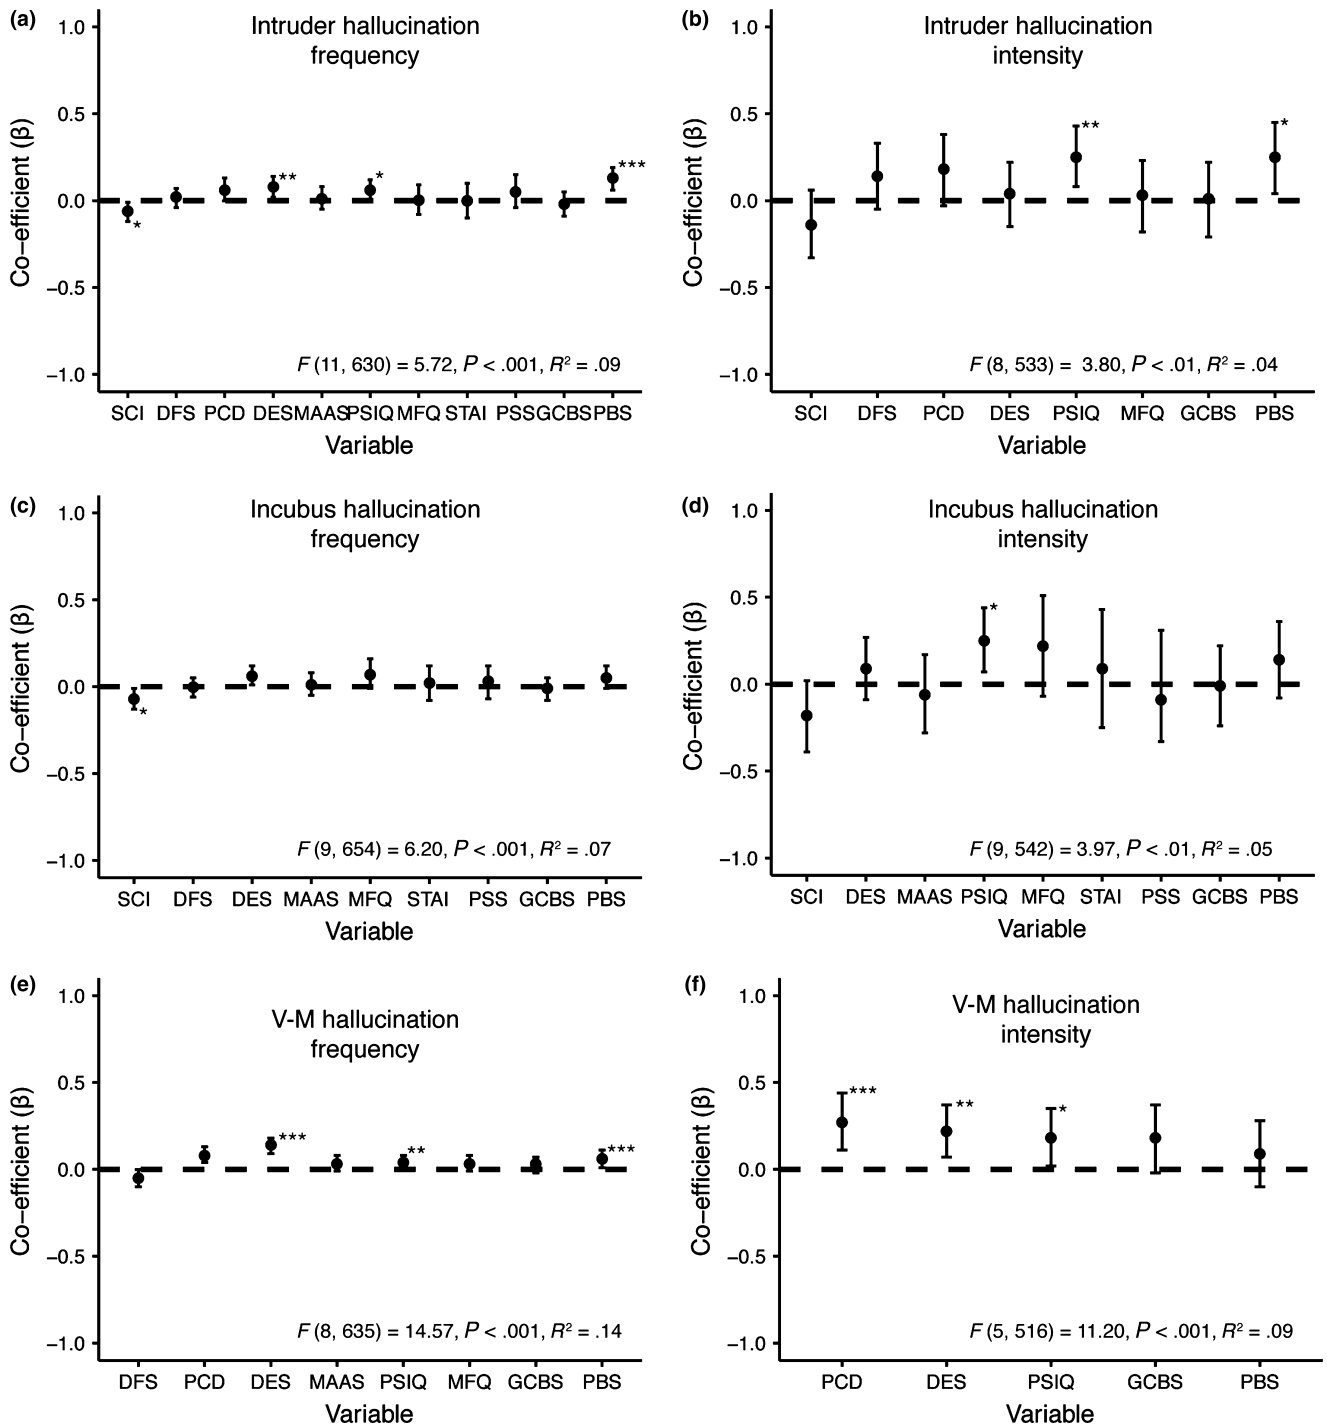 (a)
Intruder hallucination
frequency
1.0
0.5
0.0
−0.5
−1.0
Co−efficient (β)
*
**
*
***
F (11, 630) = 5.72, P < .001, R² = .09
SCI DFS PCD DES MAAS PSIQ MFQ STAI PSS GCBS PBS
Variable
(b)
Intruder hallucination
intensity
1.0
0.5
0.0
−0.5
−1.0
Co−efficient (β)
**
*
F (8, 533) = 3.80, P < .01, R² = .04
SCI DFS PCD DES PSIQ MFQ GCBS PBS
Variable
(c)
Incubus hallucination
frequency
1.0
0.5
0.0
−0.5
−1.0
Co−efficient (β)
*
F (9, 654) = 6.20, P < .001, R² = .07
SCI DFS DES MAAS MFQ STAI PSS GCBS PBS
Variable
(d)
Incubus hallucination
intensity
1.0
0.5
0.0
−0.5
−1.0
Co−efficient (β)
*
F (9, 542) = 3.97, P < .01, R² = .05
SCI DES MAAS PSIQ MFQ STAI PSS GCBS PBS
Variable
(e)
V-M hallucination
frequency
1.0
0.5
0.0
−0.5
−1.0
Co−efficient (β)
***
**
***
F (8, 635) = 14.57, P < .001, R² = .14
DFS PCD DES MAAS PSIQ MFQ GCBS PBS
Variable
(f)
V-M hallucination
intensity
1.0
0.5
0.0
−0.5
−1.0
Co−efficient (β)
***
**
*
F (5, 516) = 11.20, P < .001, R² = .09
PCD DES PSIQ GCBS PBS
Variable